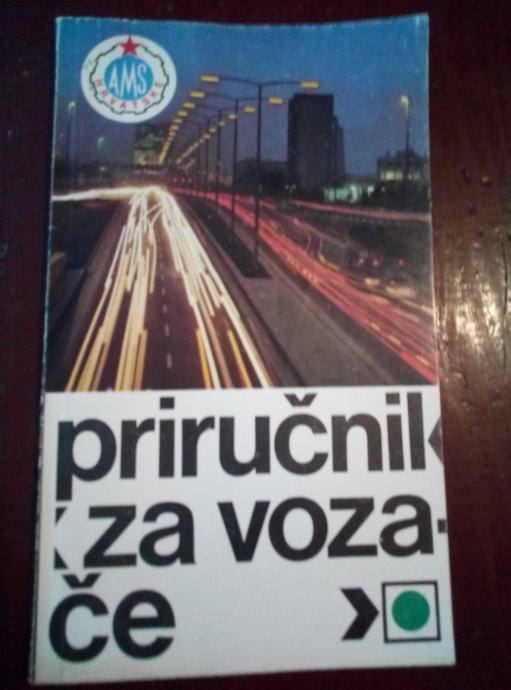 AMS
HRVATSKE
priručnik
za voza-
če